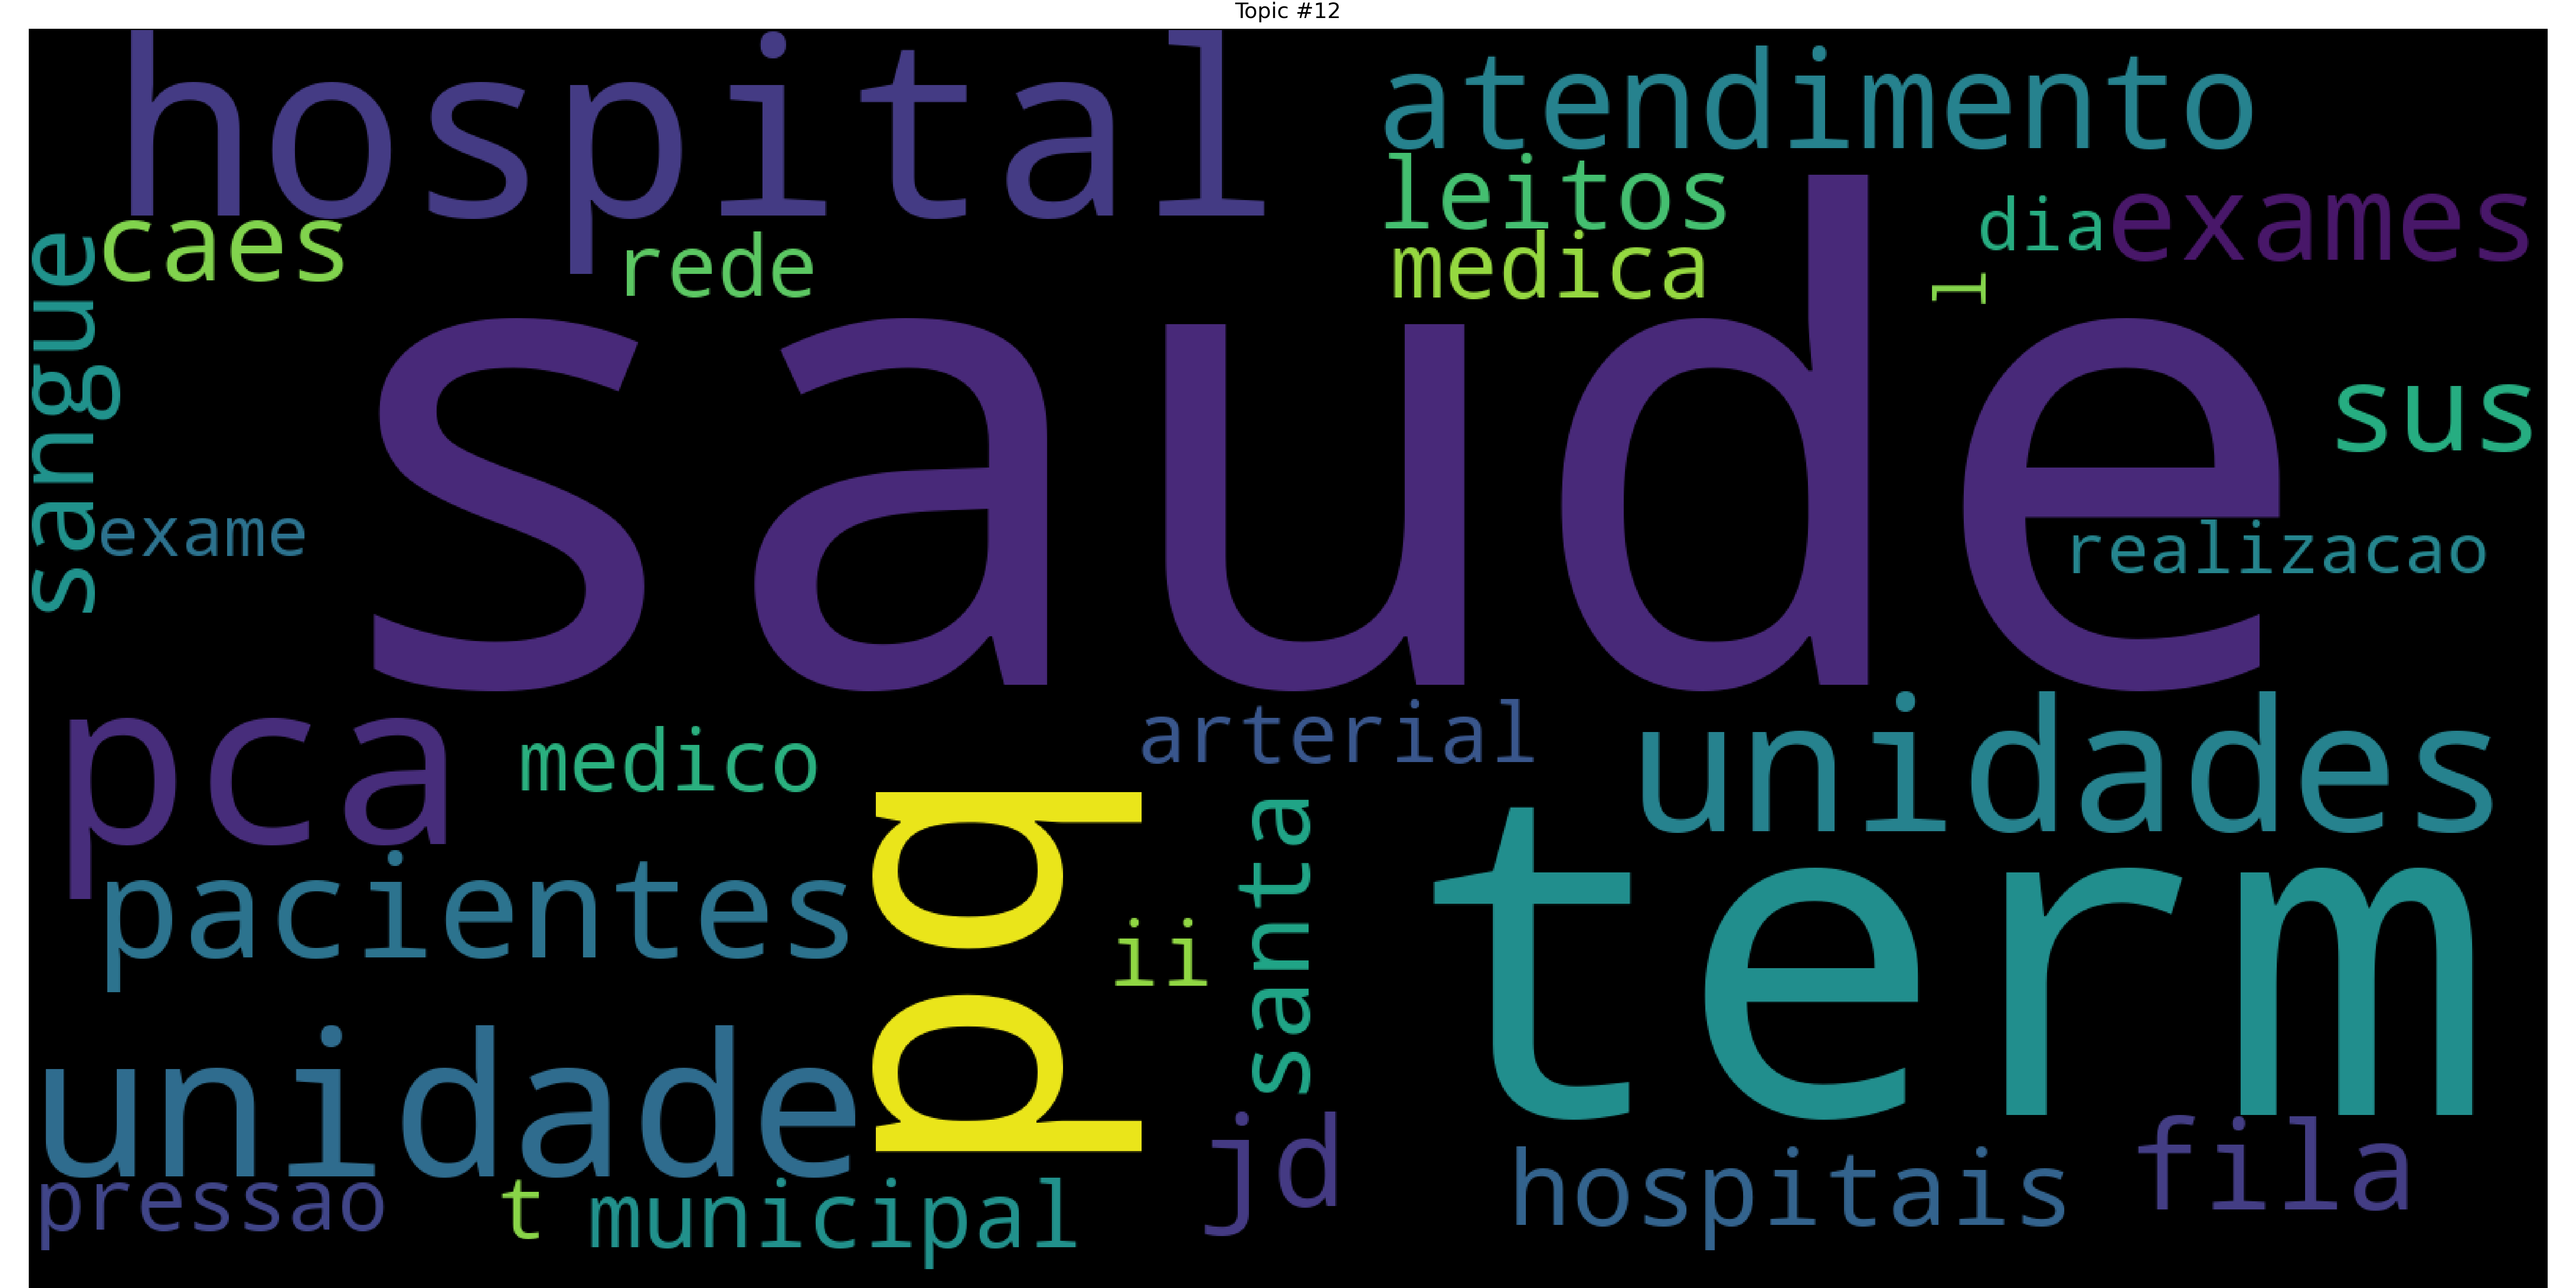 Topic #12
hospital
atendimento
leitos
dia
exames
caes
rede
medica
l
sangue
saude
sus
exame
realizacao
pca
medico
arterial
unidades
pacientes
pq
ii
santa
term
unidade
jd
hospitais
fila
pressao
t
municipal